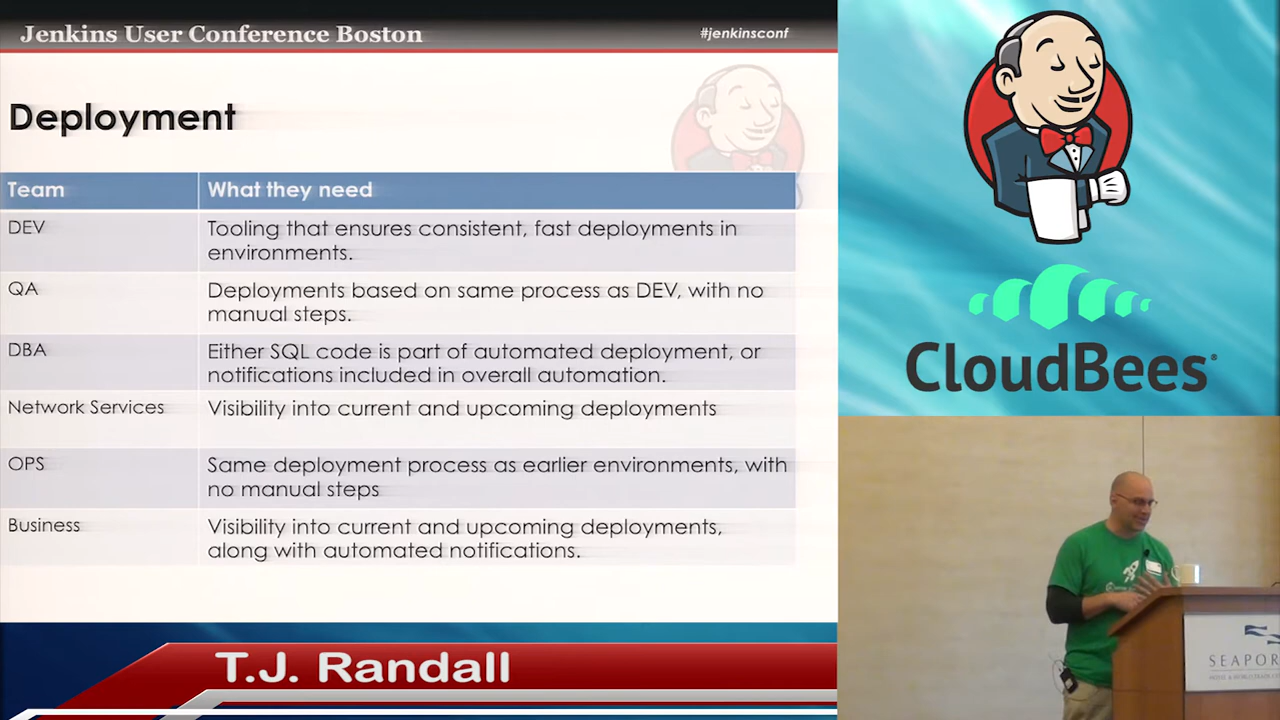 Jenkins User Conference Boston
#jenkinsconf
Deployment
Team What they need
DEV Tooling that ensures consistent, fast deployments in
environments.
QA Deployments based on same process as DEV, with no
manual steps.
DBA Either SQL code is part of automated deployment, or
notifications included in overall automation.
Network Services Visibility into current and upcoming deployments
OPS Same deployment process as earlier environments, with
no manual steps
Business Visibility into current and upcoming deployments,
along with automated notifications.
T.J. Randall
CloudBees
SEAPOR